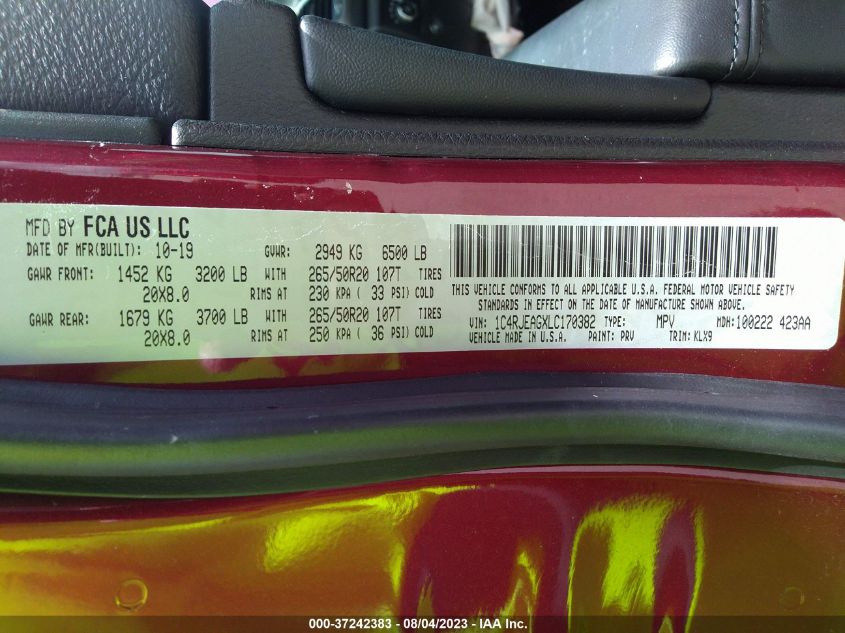 MFD BY FCA US LLC
DATE OF MFR(BUILT): 10-19 GVWR: 2949 KG 6500 LB
GAWR FRONT: 1452 KG 3200 LB WITH 265/50R20 107T TIRES
20X8.0 RIMS AT 230 KPA ( 33 PSI) COLD
GAWR REAR: 1679 KG 3700 LB WITH 265/50R20 107T TIRES
20X8.0 RIMS AT 250 KPA ( 36 PSI) COLD
THIS VEHICLE CONFORMS TO ALL APPLICABLE U.S.A. FEDERAL MOTOR VEHICLE SAFETY
STANDARDS IN EFFECT ON THE DATE OF MANUFACTURE SHOWN ABOVE.
VIN: 1C4RJEAGXLC170382 TYPE: MPV MDH: 100222 423AA
VEHICLE MADE IN U.S.A. PAINT: PRV TRIM: KLX9
000-37242383 - 08/04/2023 - IAA Inc.